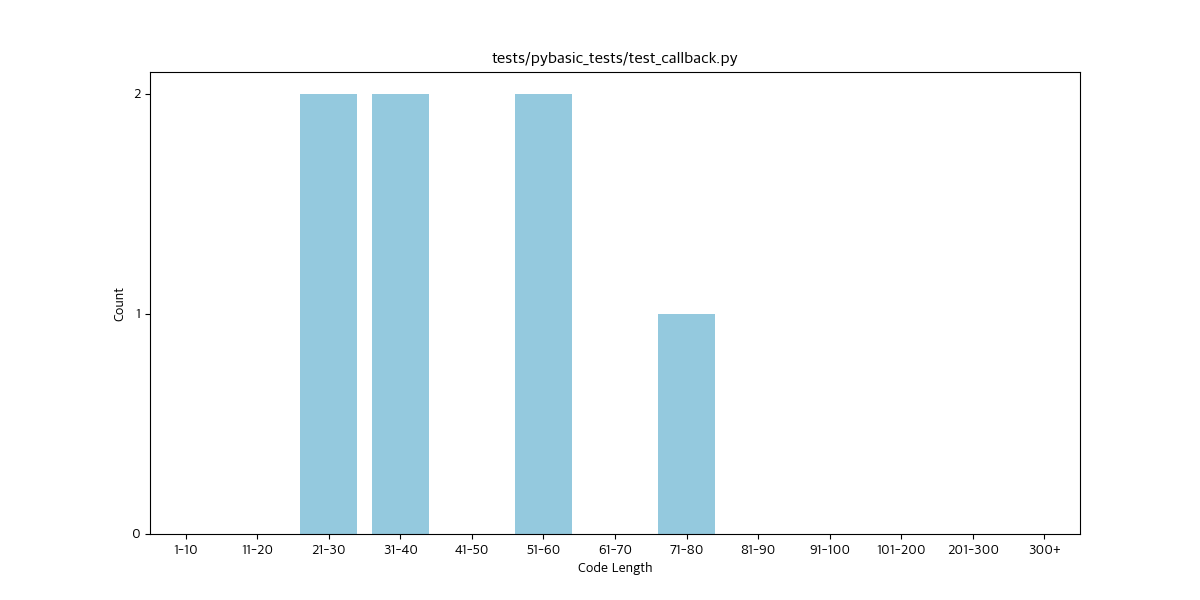 tests/pybasic_tests/test_callback.py
2
1
0
Count
1-10 11-20 21-30 31-40 41-50 51-60 61-70 71-80 81-90 91-100 101-200 201-300 300+
Code Length